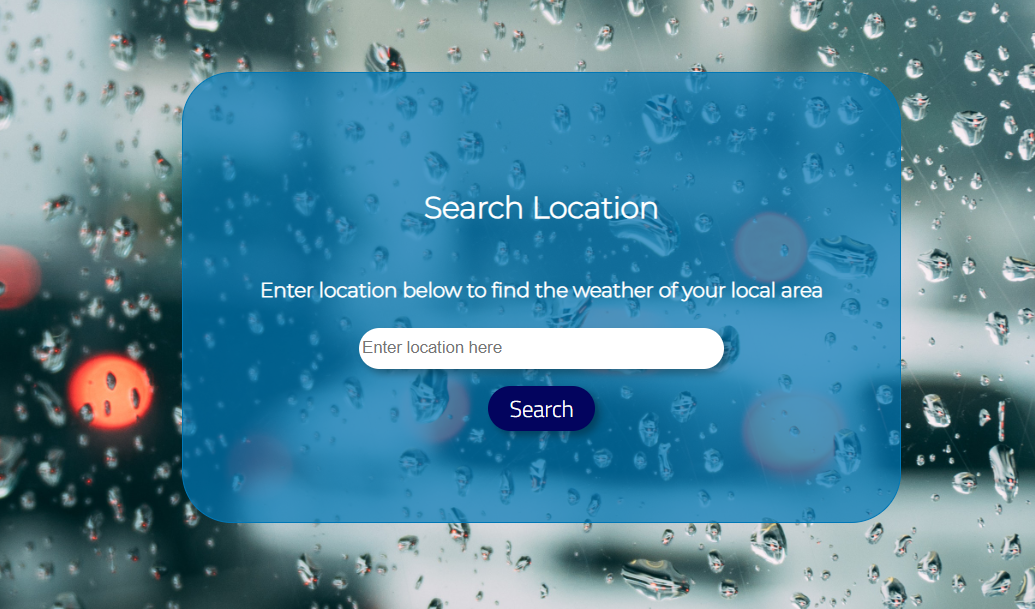 Search Location
Enter location below to find the weather of your local area
Enter location here
Search